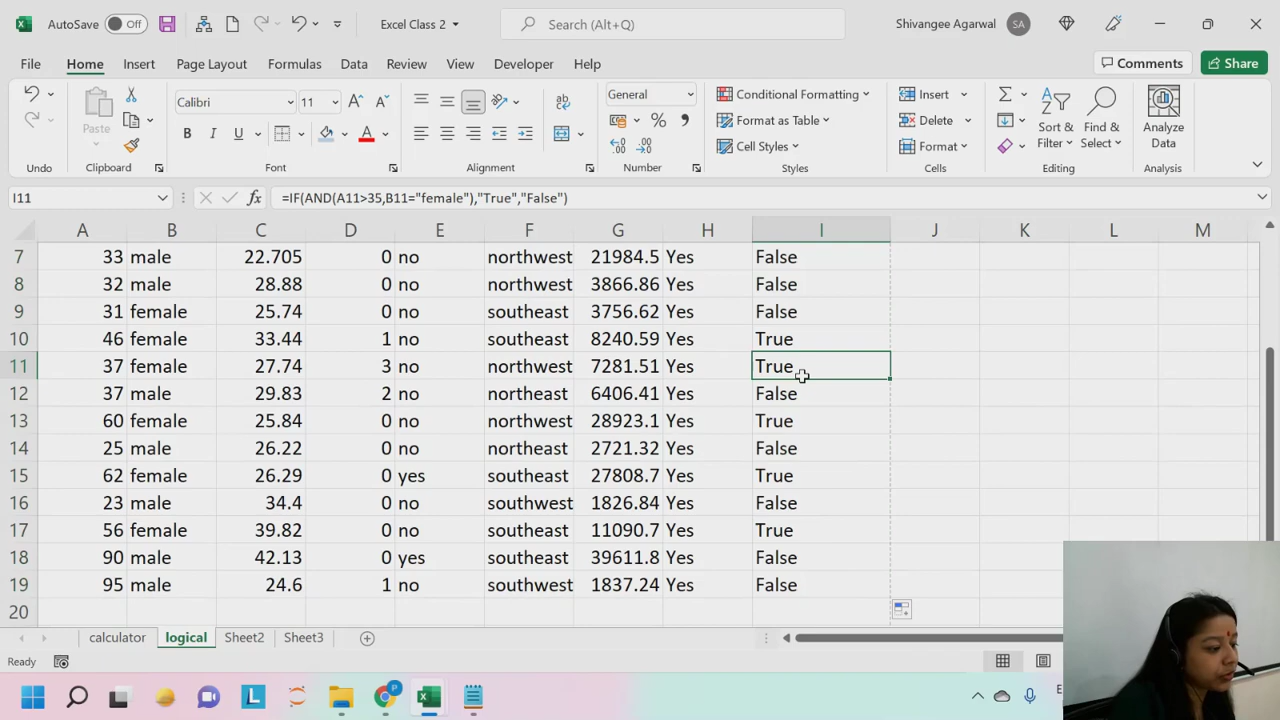 AutoSave Off Excel Class 2 Search (Alt+Q) Shivangee Agarwal SA
File Home Insert Page Layout Formulas Data Review View Developer Help Comments Share
Paste Calibri 11 General Conditional Formatting Insert Sort & Find & Analyze
B I U % Format as Table Delete Filter Select Data
Cell Styles Format
Undo Clipboard Font Alignment Number Styles Cells Editing Analysis
I11 =IF(AND(A11>35,B11="female"),"True","False")
A B C D E F G H I J K L M
7 33 male 22.705 0 no northwest 21984.5 Yes False
8 32 male 28.88 0 no northwest 3866.86 Yes False
9 31 female 25.74 0 no southeast 3756.62 Yes False
10 46 female 33.44 1 no southeast 8240.59 Yes True
11 37 female 27.74 3 no northwest 7281.51 Yes True
12 37 male 29.83 2 no northeast 6406.41 Yes False
13 60 female 25.84 0 no northeast 28923.1 Yes True
14 25 male 26.22 0 no northeast 2721.32 Yes False
15 62 female 26.29 0 yes southeast 27808.7 Yes True
16 23 male 34.4 0 no southwest 1826.84 Yes False
17 56 female 39.82 0 no southeast 11090.7 Yes True
18 90 male 42.13 0 yes southeast 39611.8 Yes False
19 95 male 24.6 1 no southwest 1837.24 Yes False
20
calculator logical Sheet2 Sheet3
Ready